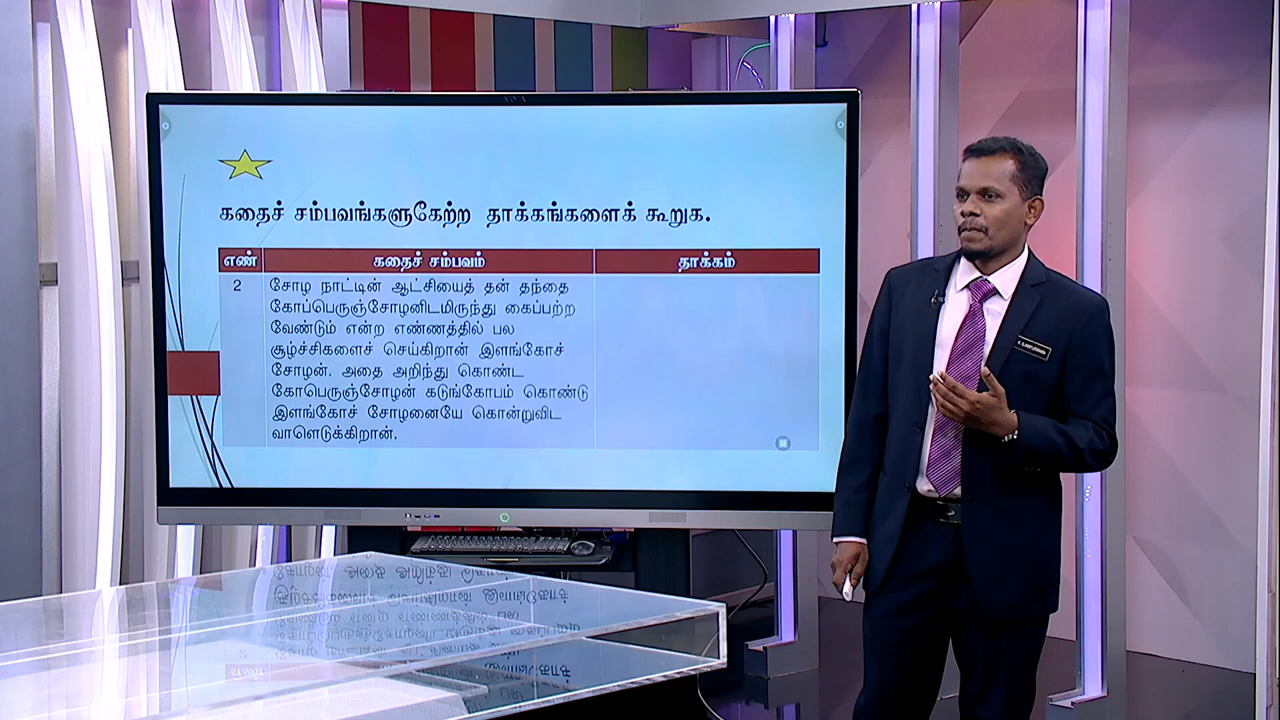 கதைச் சம்பவங்களுகேற்ற தாக்கங்களைக் கூறுக.
எண் கதைச் சம்பவம் தாக்கம்
2 சோழ நாட்டின் ஆட்சியைத் தன் தந்தை
கோப்பெருஞ்சோழனிடமிருந்து கைப்பற்ற
வேண்டும் என்ற எண்ணத்தில் பல
சூழ்ச்சிகளைச் செய்கிறான் இளங்கோச்
சோழன். அதை அறிந்து கொண்ட
கோபெருஞ்சோழன் கடுங்கோபம் கொண்டு
இளங்கோச் சோழனையே கொன்றுவிட
வாளெடுக்கிறான்.